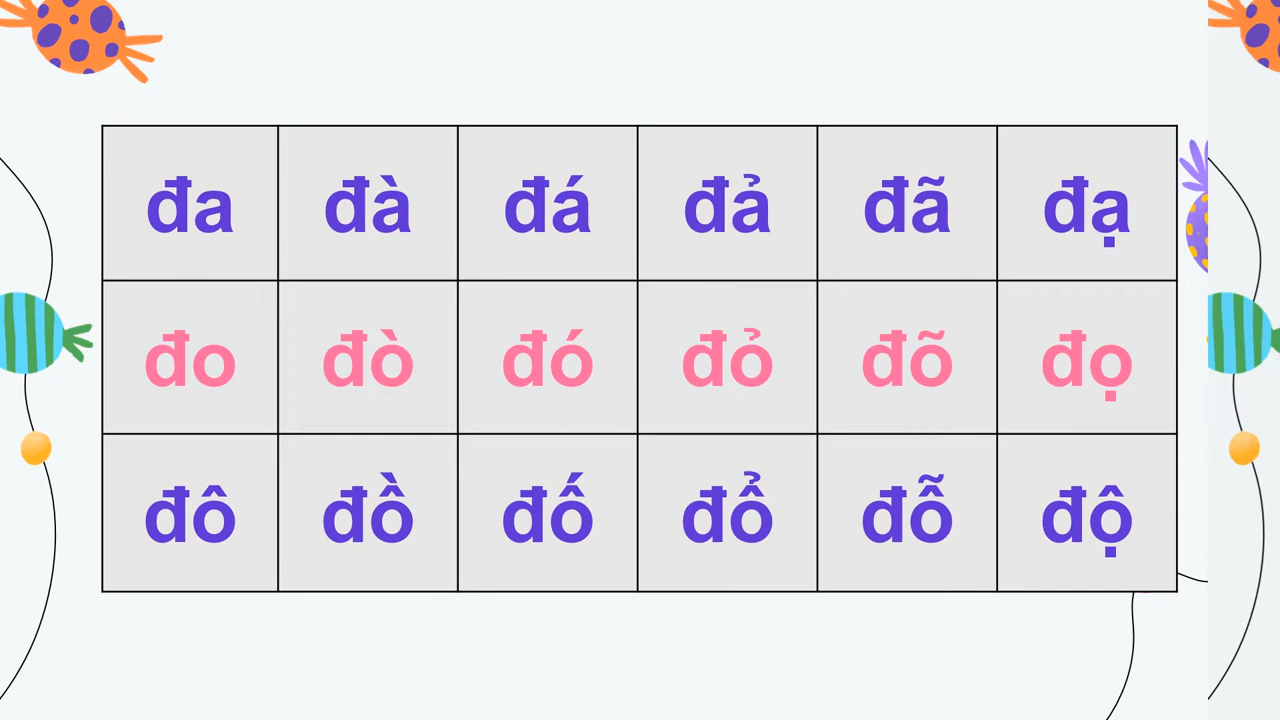 đa đà đá đả đã đạ
đo đò đó đỏ đõ đọ
đô đồ đố đổ đỗ độ